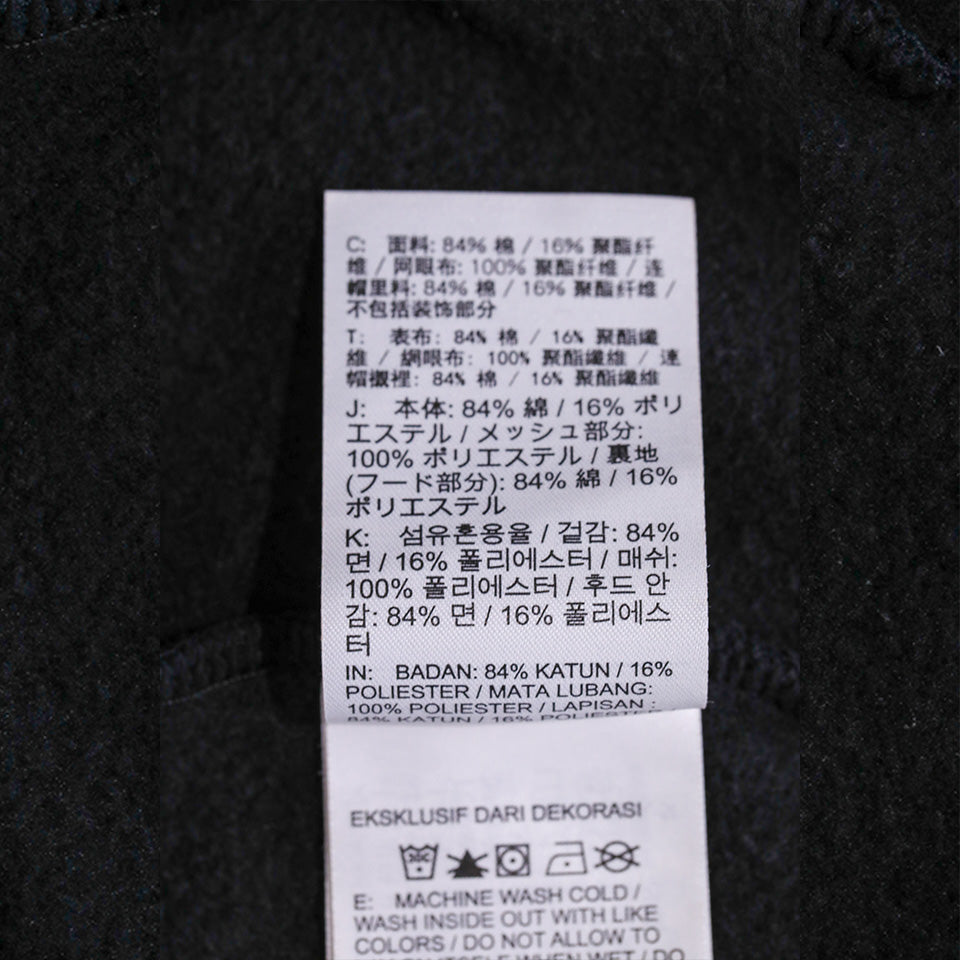 C: 面料: 84% 棉 / 16% 聚酯纤
维 / 网眼布: 100% 聚酯纤维 / 连
帽里料: 84% 棉 / 16% 聚酯纤维 /
不包括装饰部分
T: 表布: 84% 棉 / 16% 聚酯纖
維 / 網眼布: 100% 聚酯纖維 / 連
帽襯裡: 84% 棉 / 16% 聚酯纖維
J: 本体: 84% 綿 / 16% ポリ
エステル / メッシュ部分:
100% ポリエステル / 裏地
(フード部分): 84% 綿 / 16%
ポリエステル
K: 섬유혼용율 / 겉감: 84%
면 / 16% 폴리에스터 / 매쉬:
100% 폴리에스터 / 후드 안
감: 84% 면 / 16% 폴리에스
터
IN: BADAN: 84% KATUN / 16%
POLIESTER / MATA LUBANG:
100% POLIESTER / LAPISAN :
84% KATUN / 16% POLIESTER
EKSKLUSIF DARI DEKORASI
E: MACHINE WASH COLD /
WASH INSIDE OUT WITH LIKE
COLORS / DO NOT ALLOW TO
WET / DO